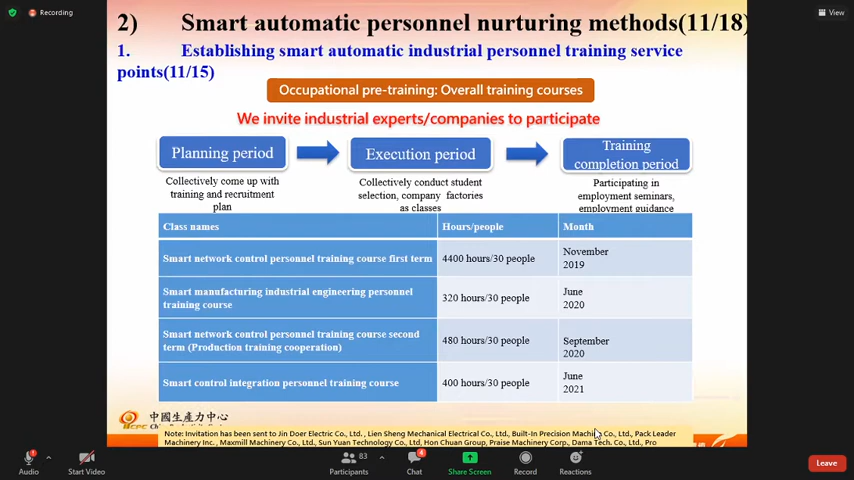 Recording
View
2) Smart automatic personnel nurturing methods(11/18)
1. Establishing smart automatic industrial personnel training service
points(11/15)
Occupational pre-training: Overall training courses
We invite industrial experts/companies to participate
Planning period
Execution period
Training
completion period
Collectively come up with
training and recruitment
plan
Collectively conduct student
selection, company factories
as classes
Participating in
employment seminars,
employment guidance
Class names Hours/people Month
Smart network control personnel training course first term 4400 hours/30 people November
2019
Smart manufacturing industrial engineering personnel
training course 320 hours/30 people June
2020
Smart network control personnel training course second
term (Production training cooperation) 480 hours/30 people September
2020
Smart control integration personnel training course 400 hours/30 people June
2021
中國生產力中心
Note: Invitation has been sent to Jin Doer Electric Co., Ltd. , Lien Sheng Mechanical Electrical Co., Ltd., Built-In Precision Machine Co., Ltd., Pack Leader
Machinery Inc., Maxmill Machinery Co., Ltd., Sun Yuan Technology Co., Ltd, Hon Chuan Group, Praise Machinery Corp., Dama Tech. Co., Ltd., Pro
Audio
Start Video
83
Participants
4
Chat
Share Screen
Record
Reactions
Leave